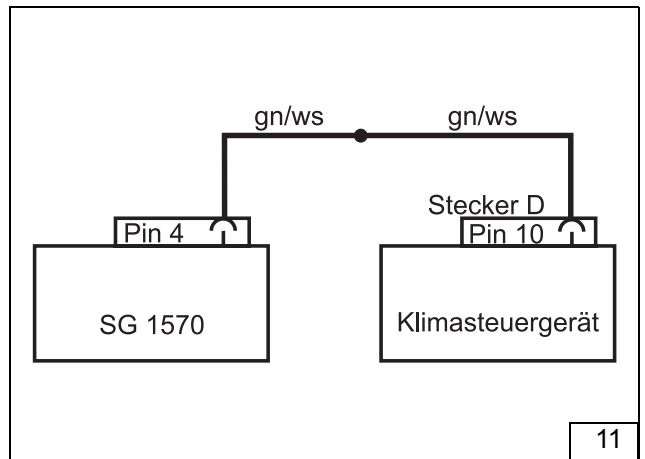 gn/ws gn/ws
Stecker D
Pin 4 Pin 10
SG 1570 Klimasteuergerät
11